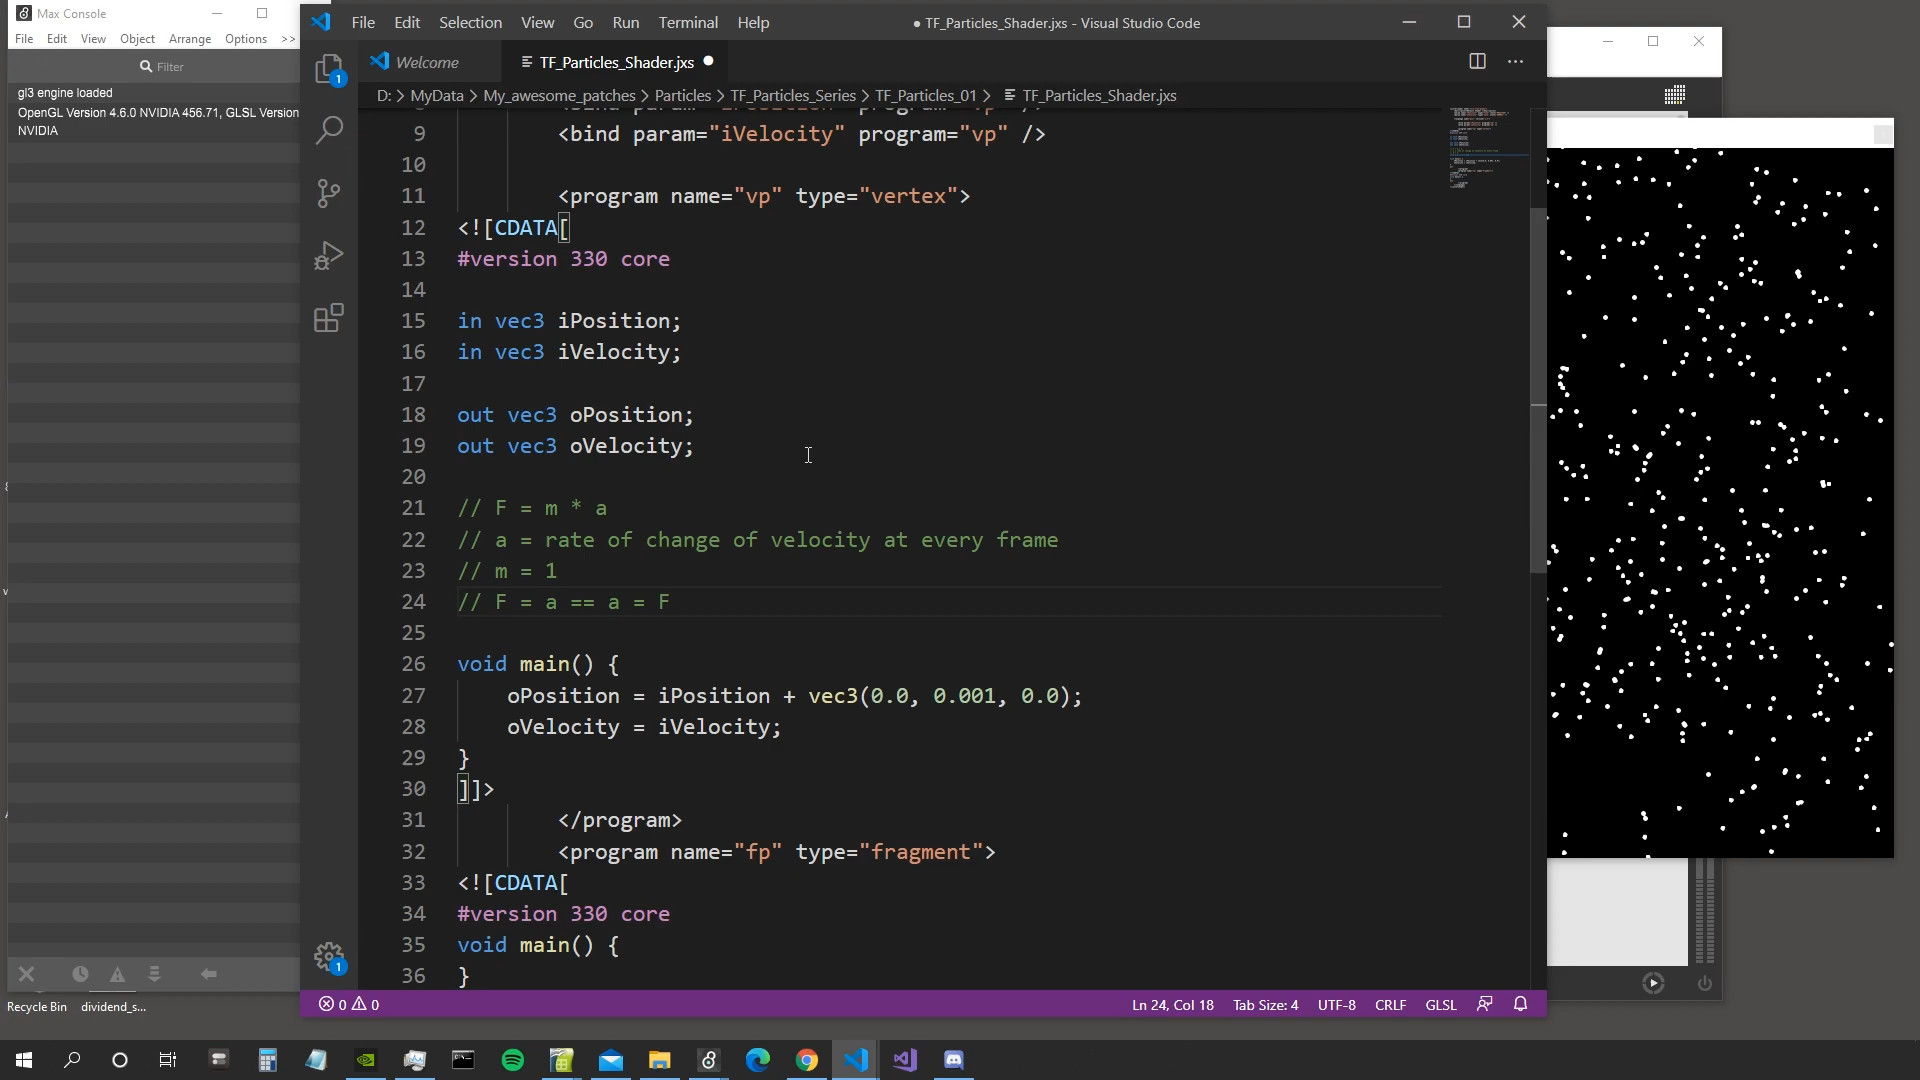 Max Console
File Edit View Object Arrange Options >>
Filter
gl3 engine loaded
OpenGL Version 4.6.0 NVIDIA 456.71, GLSL Version
NVIDIA
File Edit Selection View Go Run Terminal Help
● TF_Particles_Shader.jxs - Visual Studio Code
1
Welcome
TF_Particles_Shader.jxs
D: > MyData > My_awesome_patches > Particles > TF_Particles_Series > TF_Particles_01 > TF_Particles_Shader.jxs
9 <bind param="iVelocity" program="vp" />
10
11 <program name="vp" type="vertex">
12 <![CDATA[
13 #version 330 core
14
15 in vec3 iPosition;
16 in vec3 iVelocity;
17
18 out vec3 oPosition;
19 out vec3 oVelocity;
20
21 // F = m * a
22 // a = rate of change of velocity at every frame
23 // m = 1
24 // F = a == a = F
25
26 void main() {
27 oPosition = iPosition + vec3(0.0, 0.001, 0.0);
28 oVelocity = iVelocity;
29 }
30 ]]>
31 </program>
32 <program name="fp" type="fragment">
33 <![CDATA[
34 #version 330 core
35 void main() {
36 }
1
0 0
Ln 24, Col 18 Tab Size: 4 UTF-8 CRLF GLSL
Recycle Bin dividend_s...